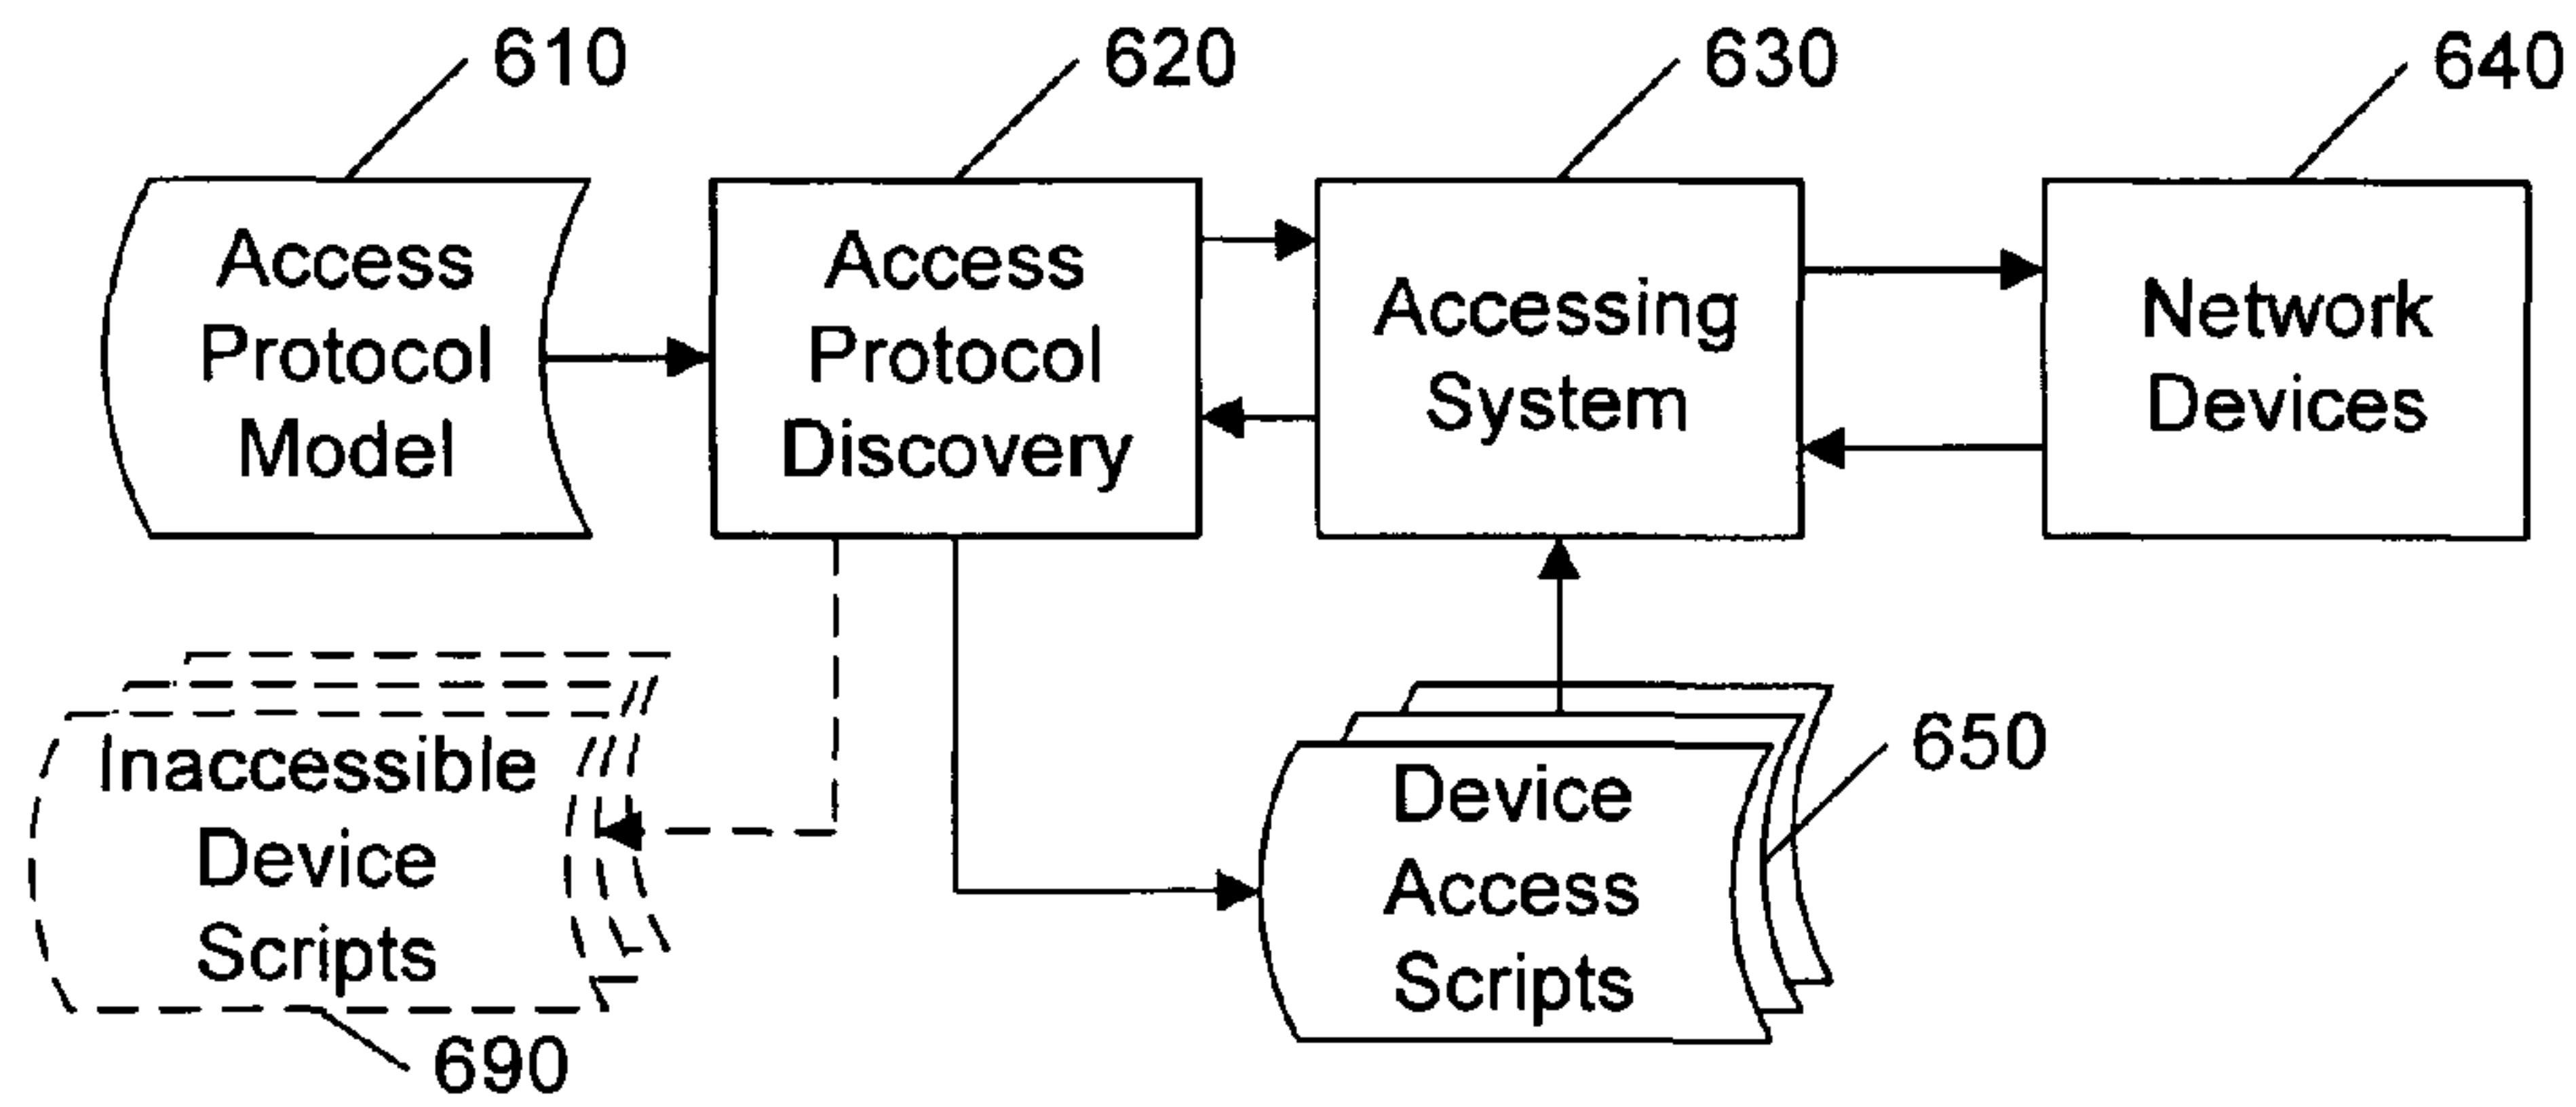 610
620
630
640
Access
Protocol
Model
Access
Protocol
Discovery
Accessing
System
Network
Devices
Inaccessible
Device
Scripts
690
Device
Access
Scripts
650